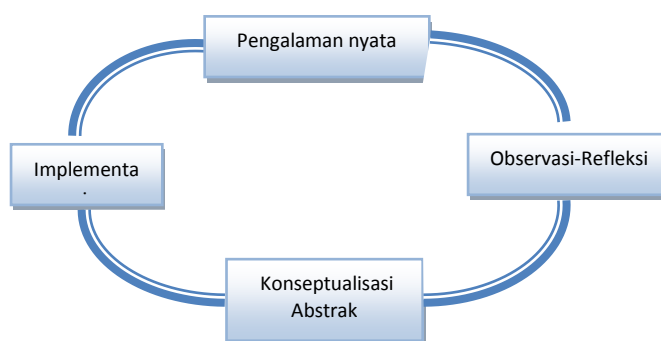 Pengalaman nyata
Observasi-Refleksi
Konseptualisasi
Abstrak
Implementa